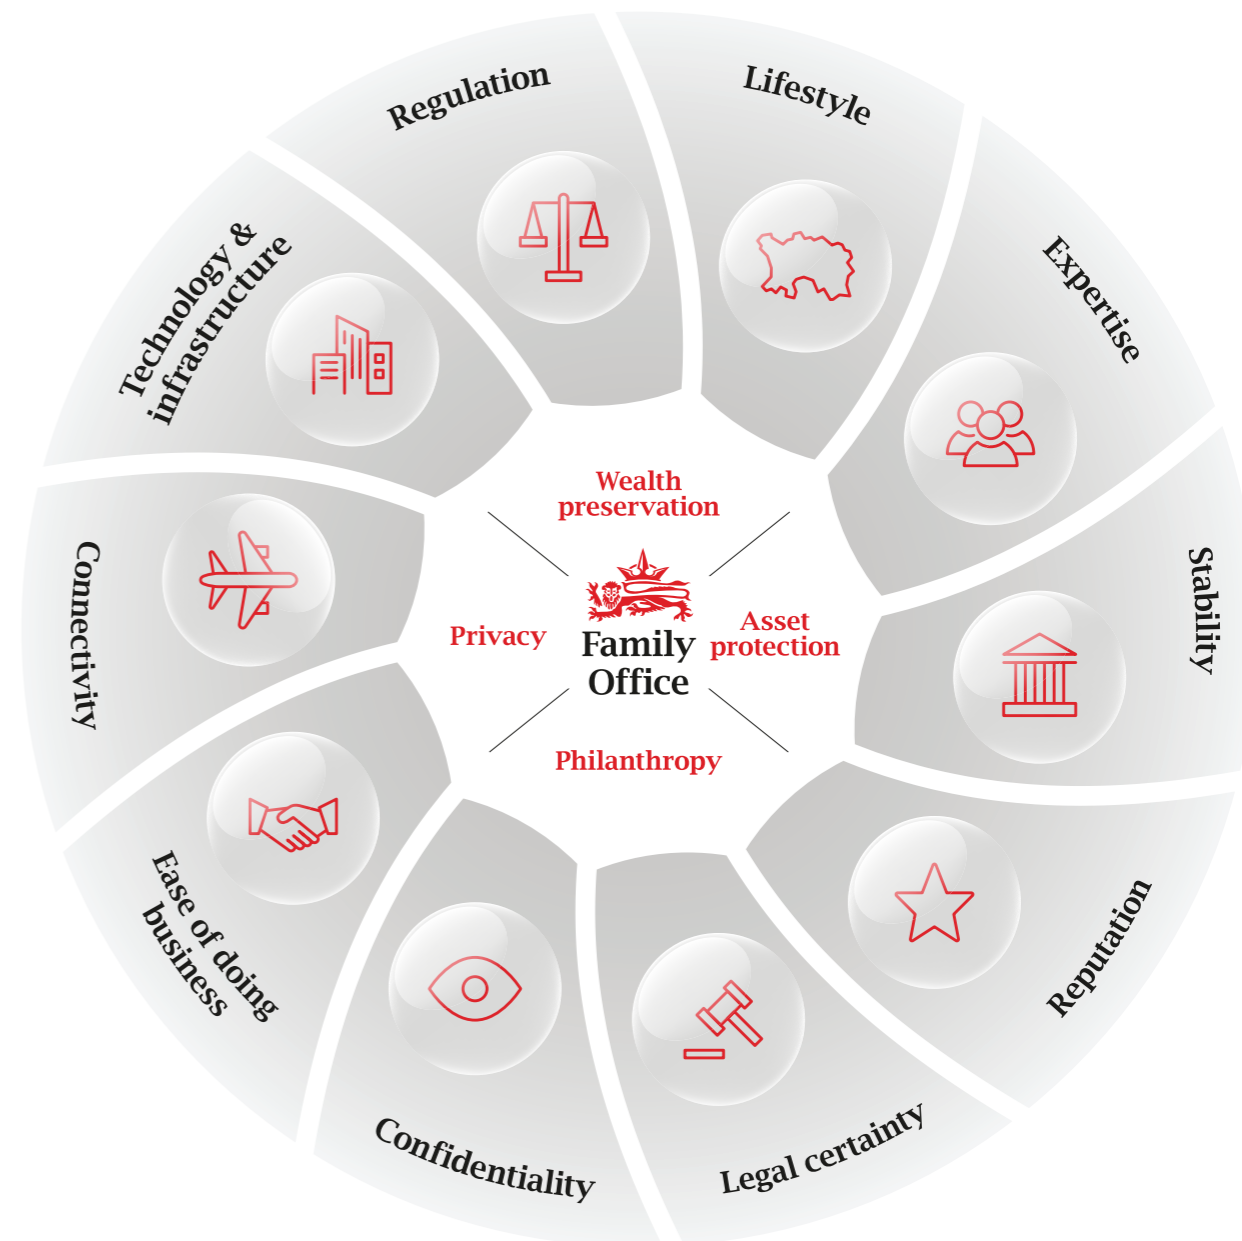 Regulation
Lifestyle
Expertise
Stability
Reputation
Legal certainty
Confidentiality
Ease of doing
business
Connectivity
Technology &
infrastructure
Wealth
preservation
Privacy
Family
Office
Asset
protection
Philanthropy